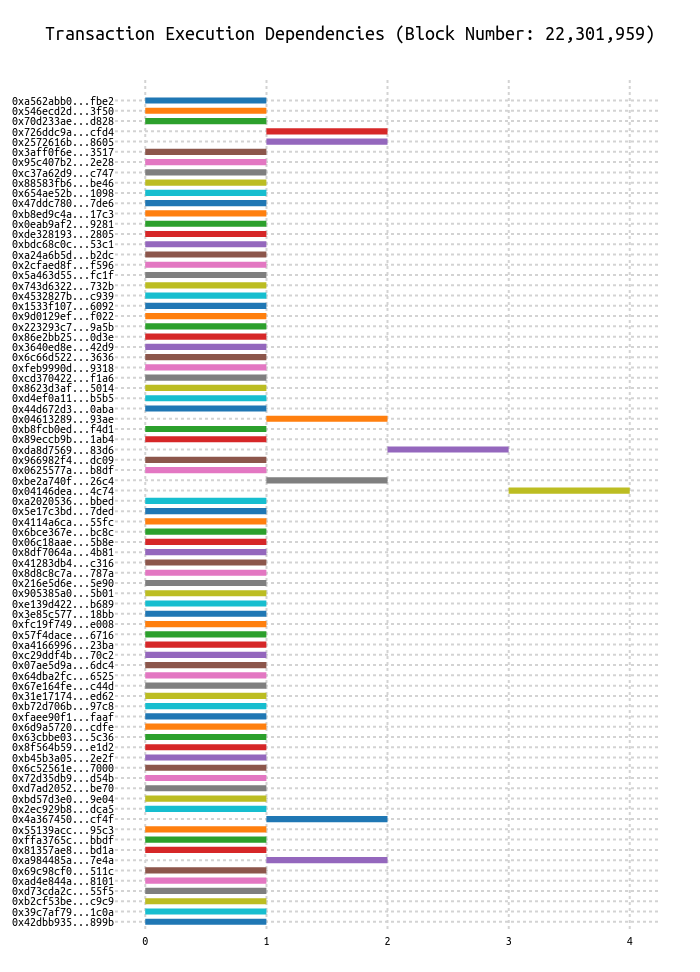 Transaction Execution Dependencies (Block Number: 22,301,959)
0xa562abb0...fbe2
0x546ecd2d...3f50
0x70d233ae...d828
0x726ddc9a...cfd4
0x2572616b...8605
0x3aff0f6e...3517
0x95c407b2...2e28
0xc37a62d9...c747
0x88583fb6...be46
0x654ae52b...1098
0x47ddc780...7de6
0xb8ed9c4a...17c3
0x0eab9af2...9281
0xde328193...2805
0xbdc68c0c...53c1
0xa24a6b5d...b2dc
0x2cfaed8f...f596
0x5a463d55...fc1f
0x743d6322...732b
0x4532827b...c939
0x1533f107...6092
0x9d0129ef...f022
0x223293c7...9a5b
0x86e2bb25...0d3e
0x3640ed8e...42d9
0x6c66d522...3636
0xfeb9990d...9318
0xcd370422...f1a6
0x8623d3af...5014
0xd4ef0a11...b5b5
0x44d672d3...0aba
0x04613289...93ae
0xb8fcb0ed...f4d1
0x89eccb9b...1ab4
0xda8d7569...83d6
0x966982f4...dc09
0x0625577a...b8df
0xbe2a740f...26c4
0x04146dea...4c74
0xa2020536...bbed
0x5e17c3bd...7ded
0x4114a6ca...55fc
0x6bce367e...bc8c
0x06c18aae...5b8e
0x8df7064a...4b81
0x41283db4...c316
0x8d8c8c7a...787a
0x216e5d6e...5e90
0x905385a0...5b01
0xe139d422...b689
0x3e85c577...18bb
0xfc19f749...e008
0x57f4dace...6716
0xa4166996...23ba
0xc29ddf4b...70c2
0x07ae5d9a...6dc4
0x64dba2fc...6525
0x67e164fe...c44d
0x31e17174...ed62
0xb72d706b...97c8
0xfaee90f1...faaf
0x6d9a5720...cdfe
0x63cbbe03...5c36
0x8f564b59...e1d2
0xb45b3a05...2e2f
0x6c52561e...7000
0x72d35db9...d54b
0xd7ad2052...be70
0xbd57d3e0...9e04
0x2ec929b8...dca5
0x4a367450...cf4f
0x55139acc...95c3
0xffa3765c...bbdf
0x81357ae8...bd1a
0xa984485a...7e4a
0x69c98cf0...511c
0xad4e844a...8101
0xd73cda2c...55f5
0xb2cf53be...c9c9
0x39c7af79...1c0a
0x42dbb935...899b
0 1 2 3 4